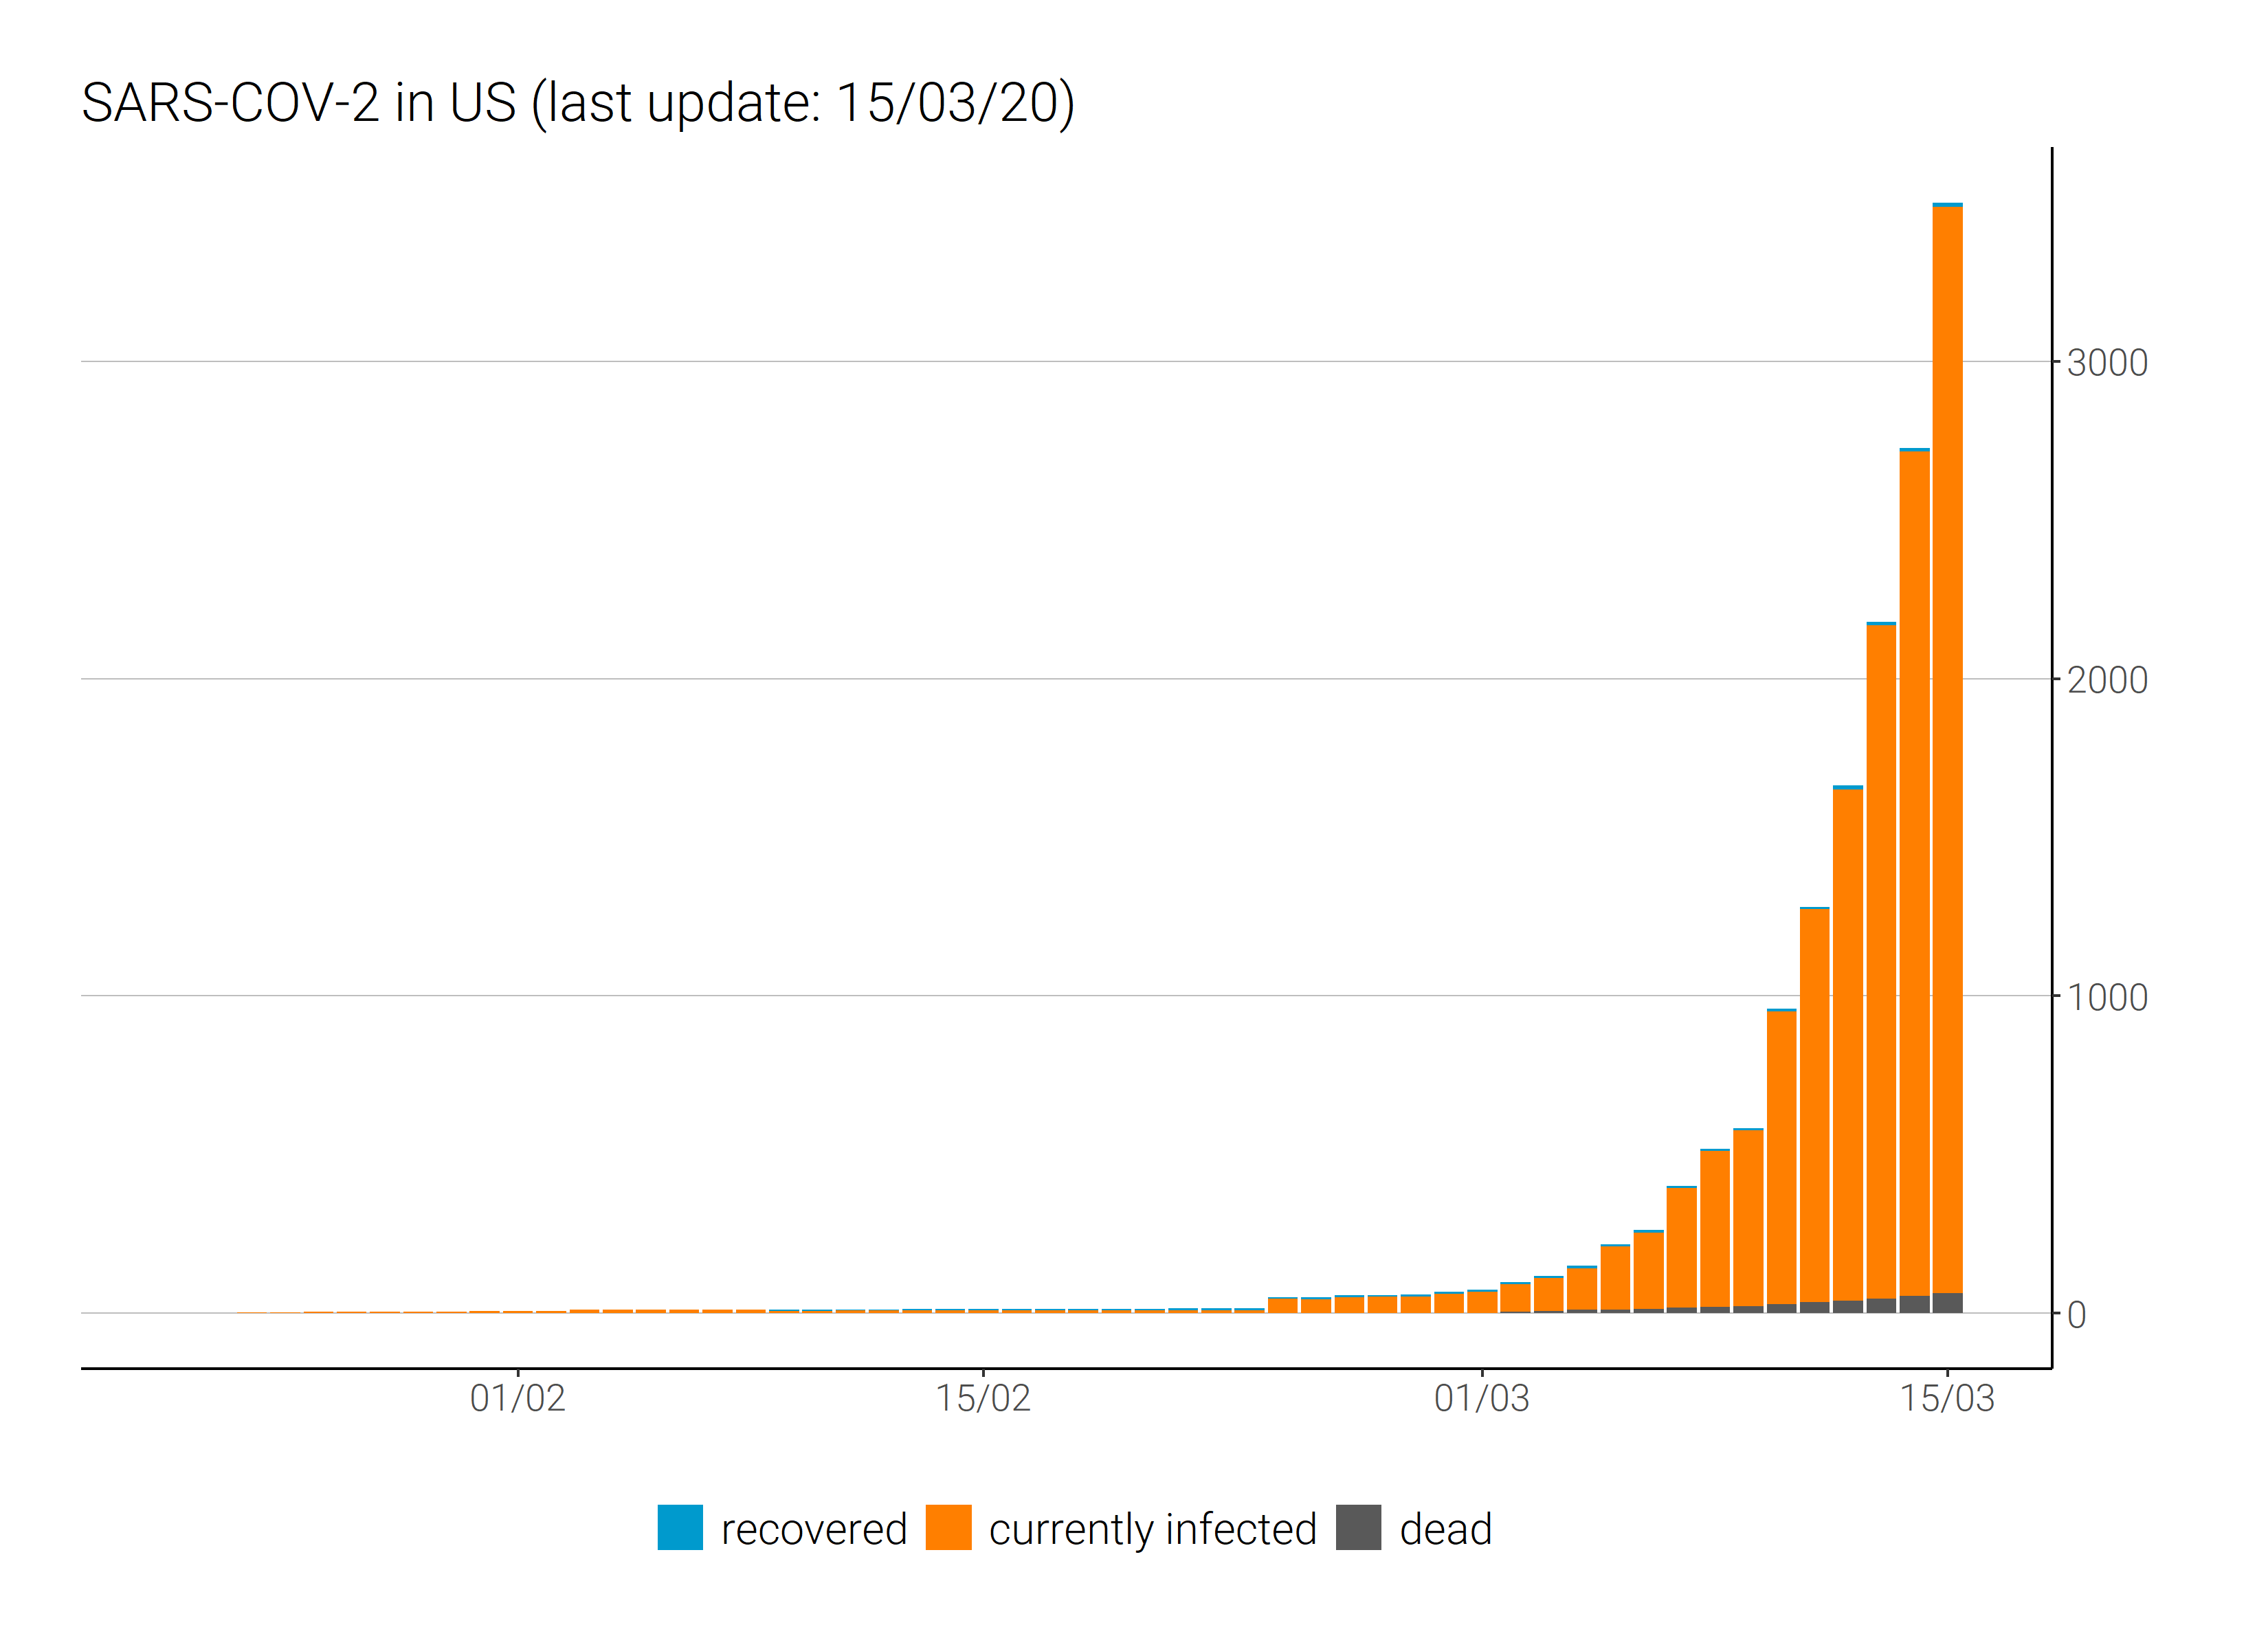 SARS-COV-2 in US (last update: 15/03/20)
3000
2000
1000
0
01/02 15/02 01/03 15/03
recovered currently infected dead